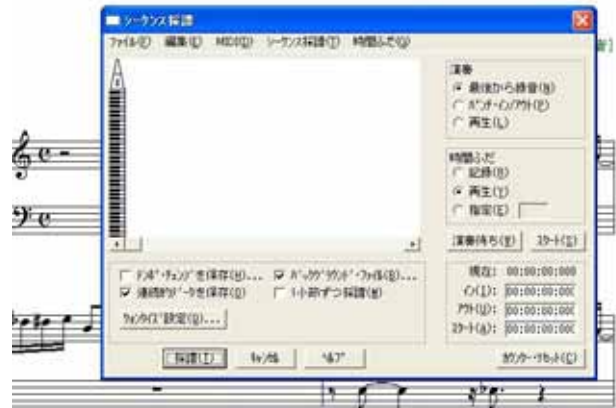 シーケンス採譜
ファイル(F) 編集(E) MIDI(D) シーケンス採譜(T) 時間ふだ(G)
演奏
最後から録音(N)
パンチ-イン/アウト(P)
再生(L)
時間ふだ
記録(R)
再生(Y)
指定(E)
演奏待ち(W) スタート(S)
テンポ・チェンジを保存(H)... バックグラウンド・ファイル(B)...
連続的データを保存(O) 1小節ずつ採譜(M)
クォンタイズ設定(Q)...
現在: 00:00:00:000
イン(I): 00:00:00:00
アウト(U): 00:00:00:00
スタート(A): 00:00:00:00
採譜(T) キャンセル ヘルプ カウンター・リセット(C)